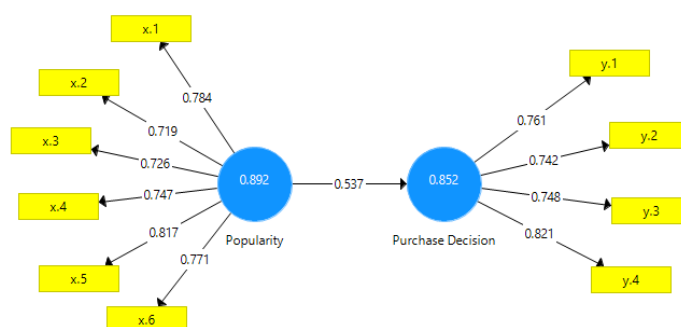 x.1
x.2
x.3
x.4
x.5
x.6
0.784
0.719
0.726
0.747
0.817
0.771
0.892
Popularity
0.537
0.852
Purchase Decision
0.761
0.742
0.748
0.821
y.1
y.2
y.3
y.4